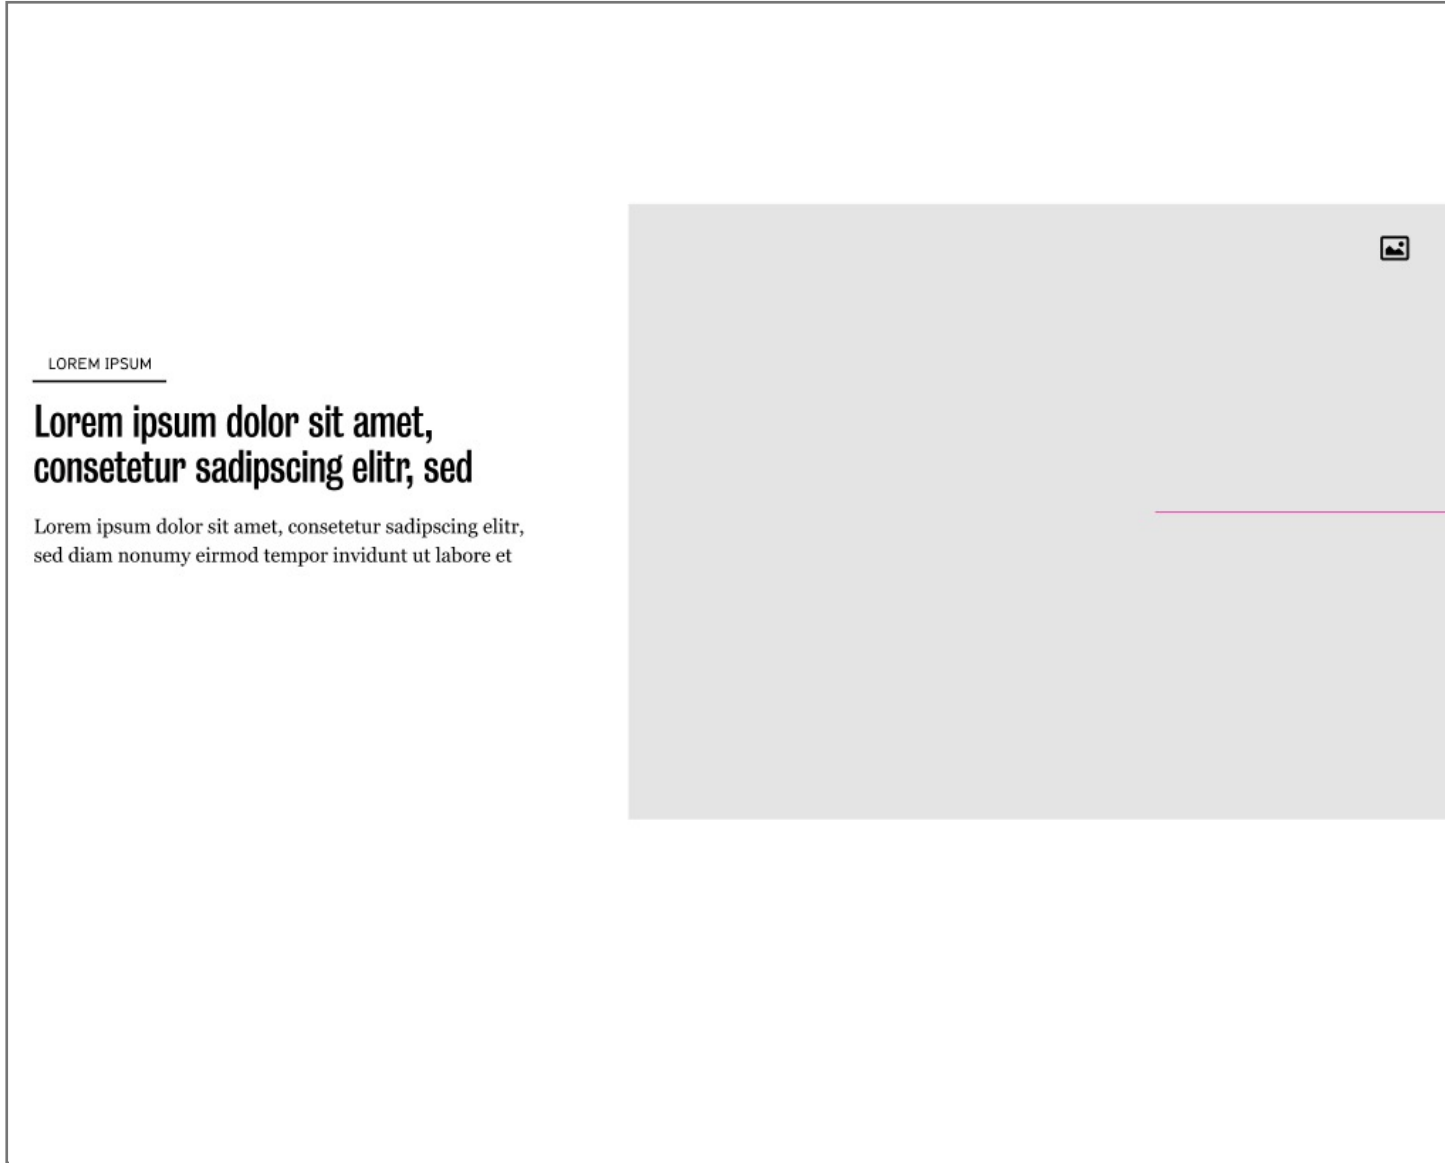 LOREM IPSUM
Lorem ipsum dolor sit amet,
consetetur sadipscing elitr, sed
Lorem ipsum dolor sit amet, consetetur sadipscing elitr,
sed diam nonumy eirmod tempor invidunt ut labore et